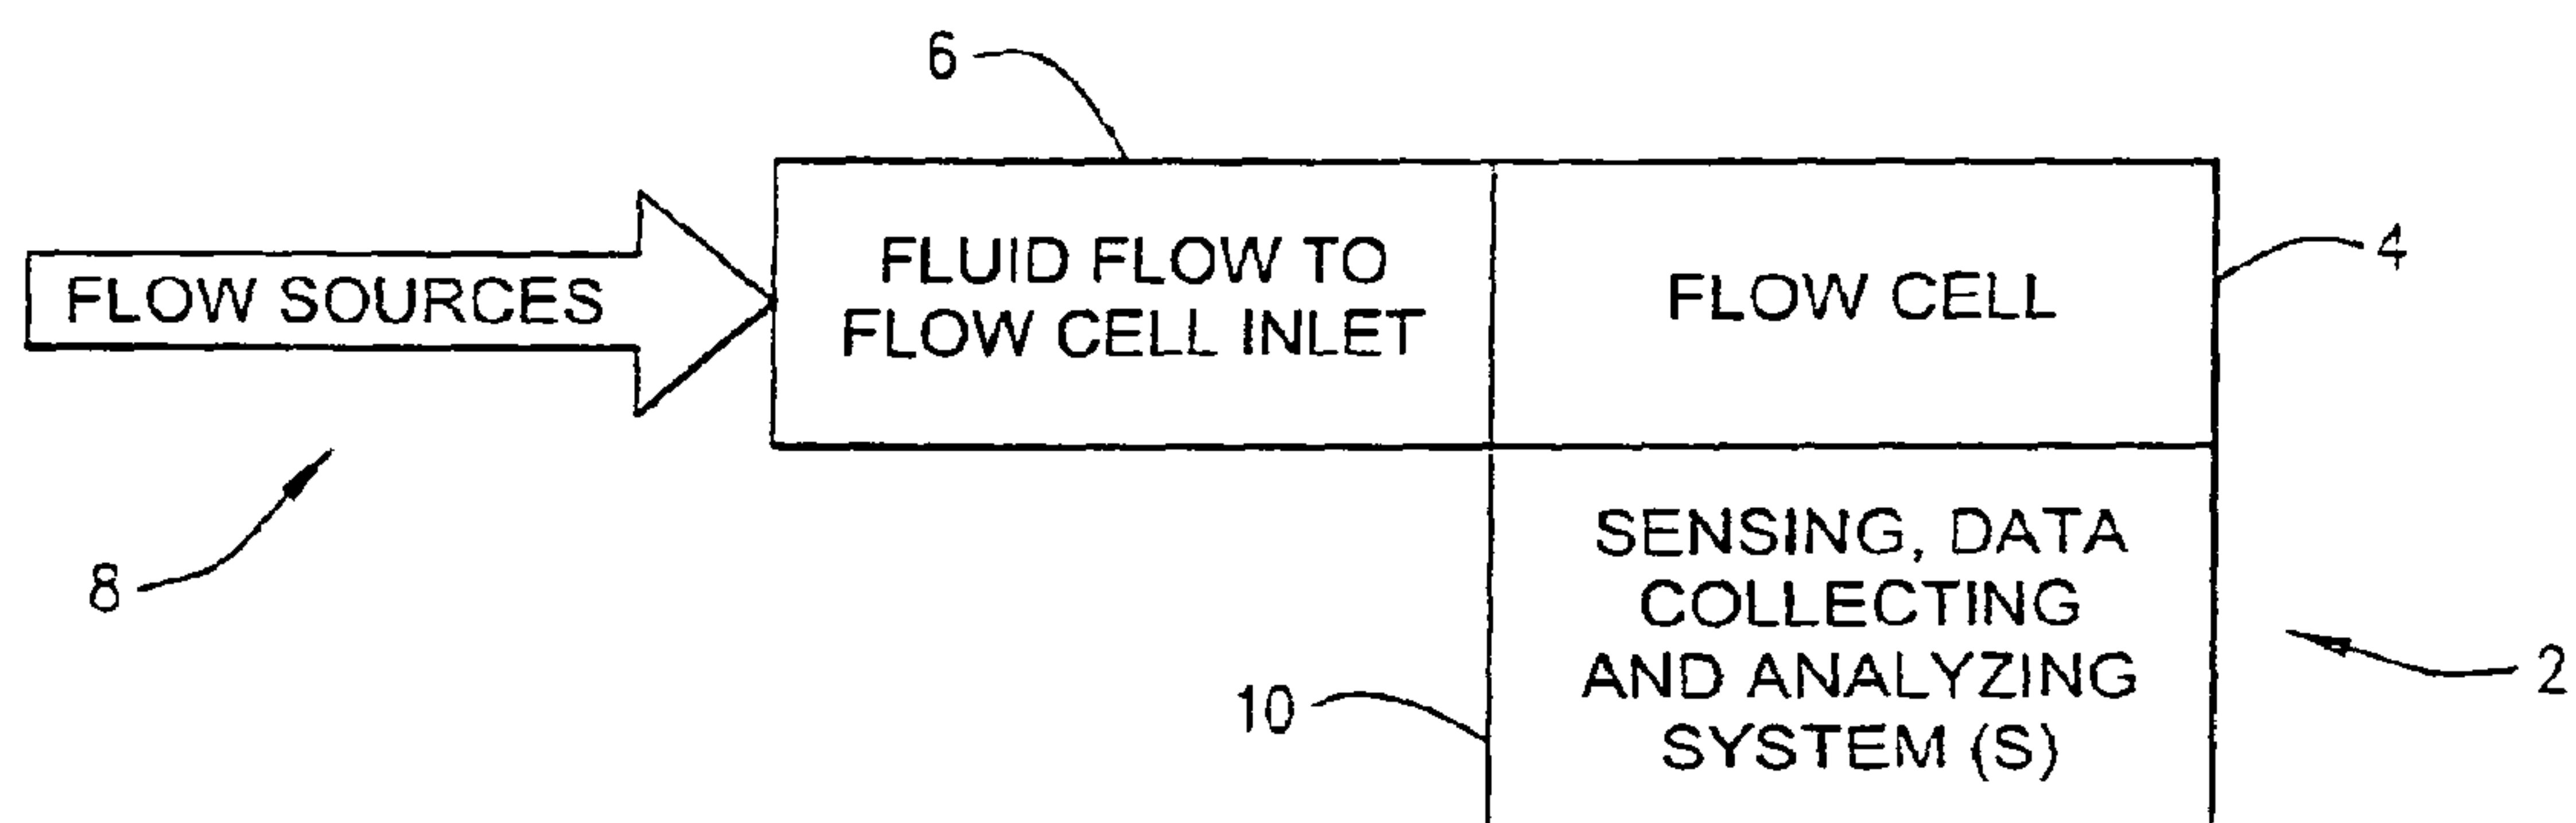 6
FLOW SOURCES
FLUID FLOW TO
FLOW CELL INLET
FLOW CELL
4
8
SENSING, DATA
COLLECTING
AND ANALYZING
SYSTEM (S)
10
2